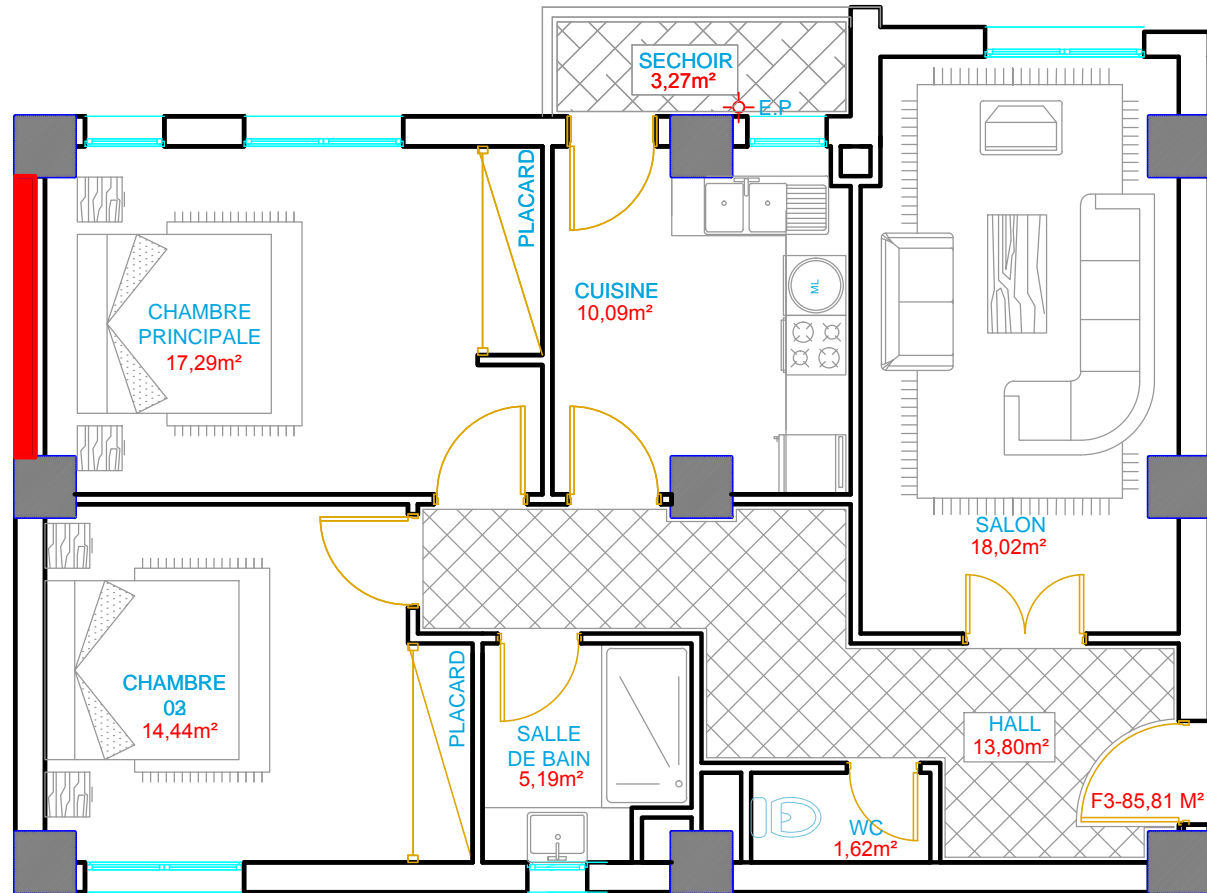 SECHOIR
3,27m²
E.P
PLACARD
CUISINE
10,09m²
ML
CHAMBRE
PRINCIPALE
17,29m²
SALON
18,02m²
CHAMBRE
14,44m²
PLACARD
SALLE
DE BAIN
5,19m²
HALL
13,80m²
F3-85,81 M²
WC
1,62m²